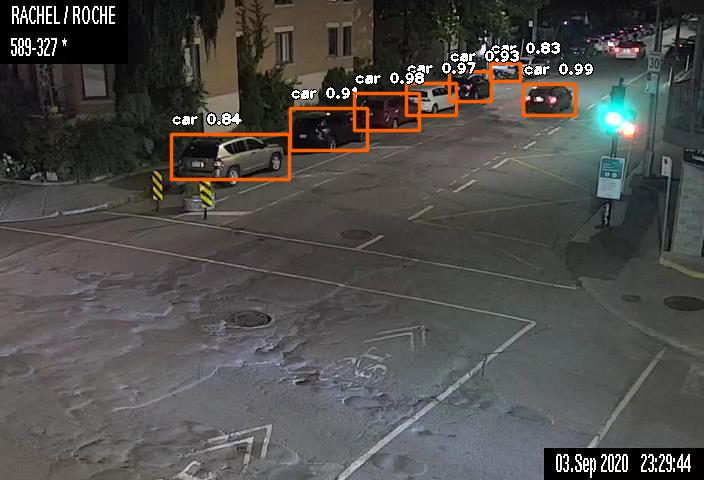 RACHEL / ROCHE
589-327 *
car 0.83
car 0.93
car 0.97
car 0.99
car 0.98
car 0.91
car 0.84
30
03.Sep 2020 23:29:44